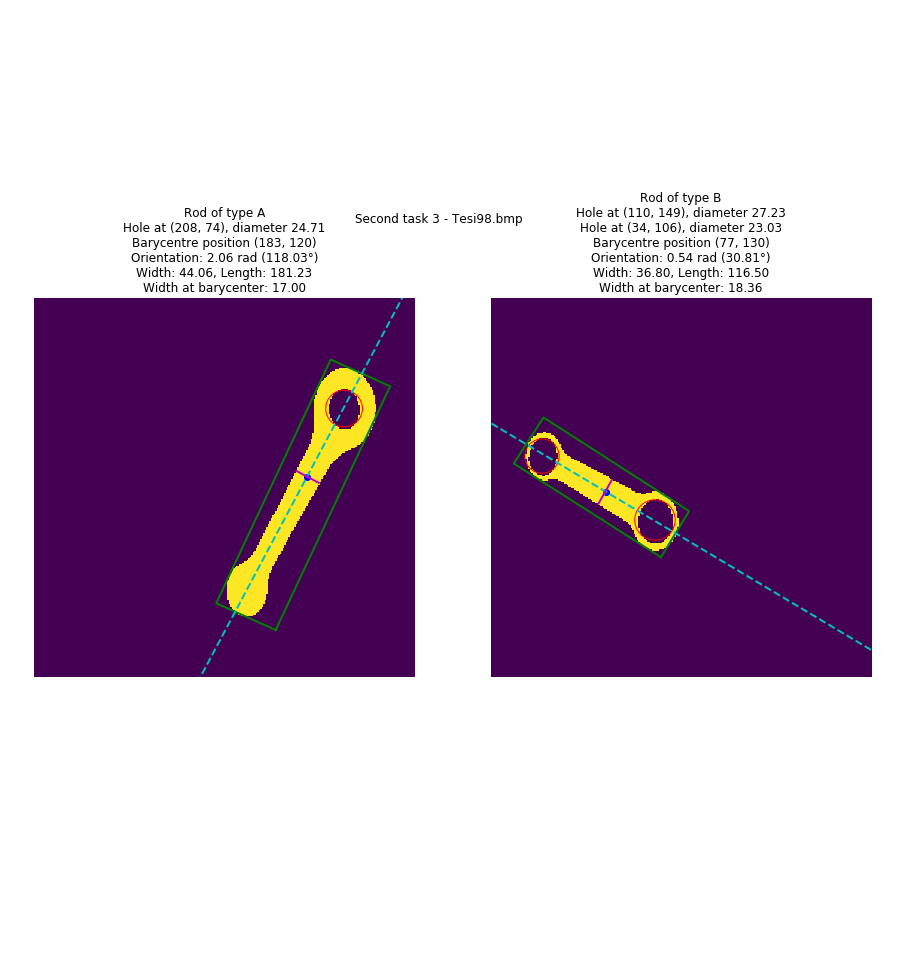 Second task 3 - Tesi98.bmp
Rod of type A
Hole at (208, 74), diameter 24.71
Barycentre position (183, 120)
Orientation: 2.06 rad (118.03°)
Width: 44.06, Length: 181.23
Width at barycenter: 17.00
Rod of type B
Hole at (110, 149), diameter 27.23
Hole at (34, 106), diameter 23.03
Barycentre position (77, 130)
Orientation: 0.54 rad (30.81°)
Width: 36.80, Length: 116.50
Width at barycenter: 18.36